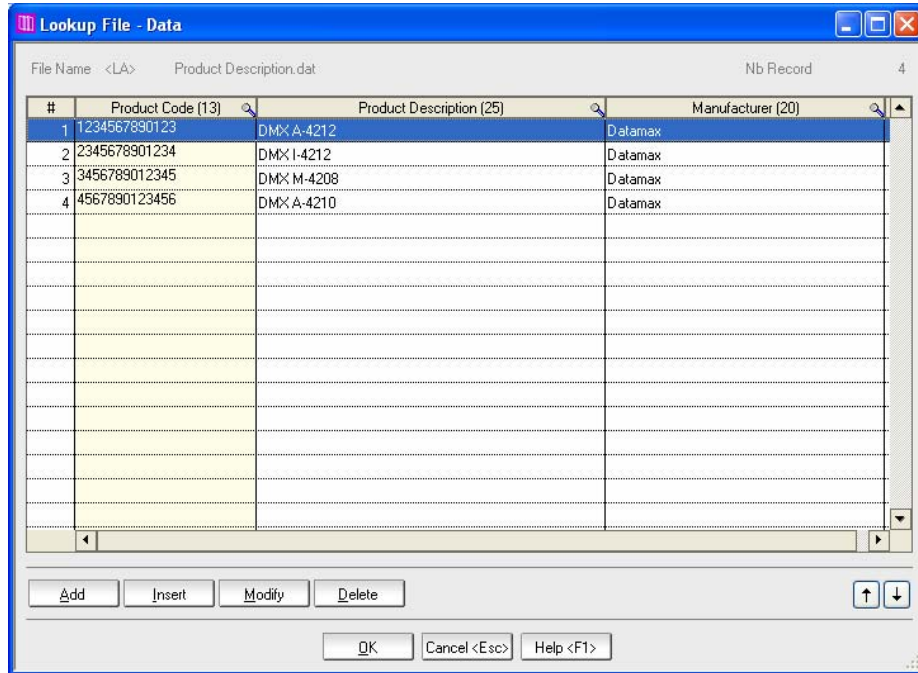 Lookup File - Data
File Name <LA> Product Description.dat Nb Record 4
# Product Code (13) Product Description (25) Manufacturer (20)
1 1234567890123 DMX A-4212 Datamax
2 2345678901234 DMX I-4212 Datamax
3 3456789012345 DMX M-4208 Datamax
4 4567890123456 DMX A-4210 Datamax
Add Insert Modify Delete
OK Cancel <Esc> Help <F1>